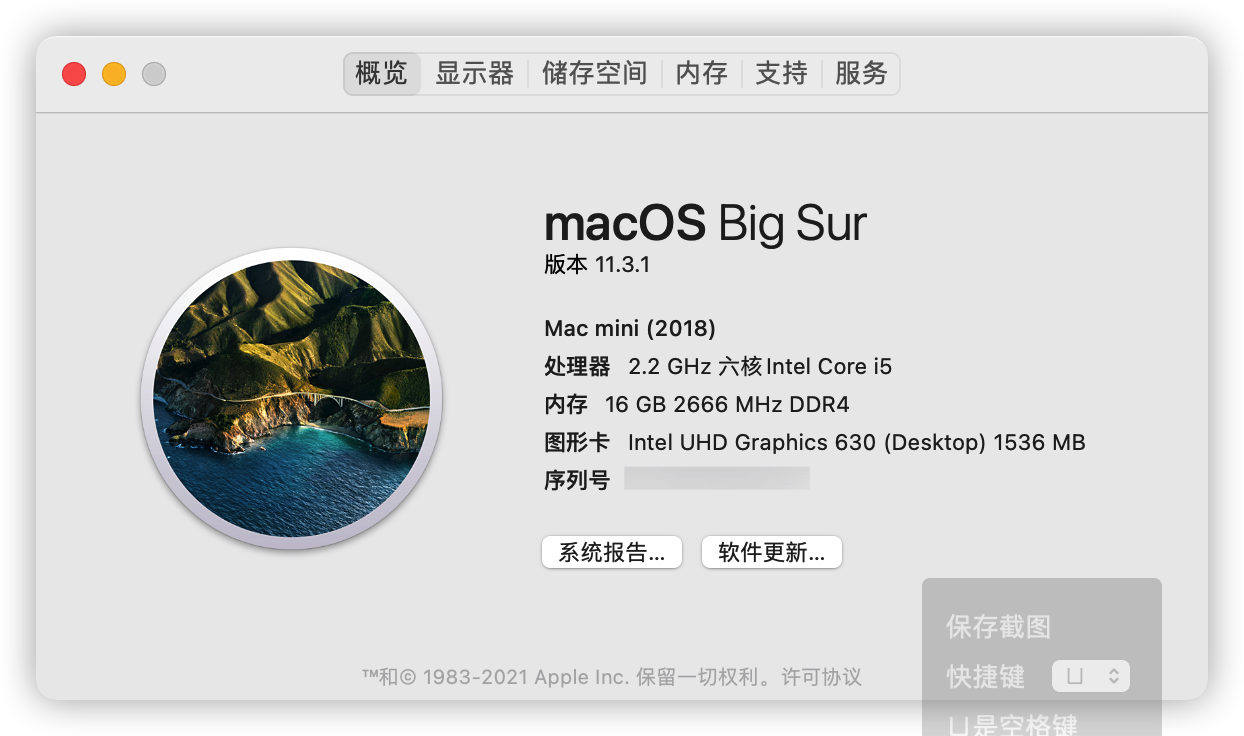 概览 显示器 储存空间 内存 支持 服务
macOS Big Sur
版本 11.3.1
Mac mini (2018)
处理器 2.2 GHz 六核Intel Core i5
内存 16 GB 2666 MHz DDR4
图形卡 Intel UHD Graphics 630 (Desktop) 1536 MB
序列号
系统报告... 软件更新...
保存截图
™和© 1983-2021 Apple Inc. 保留一切权利。许可协议
快捷键 ⌴
⌴是空格键